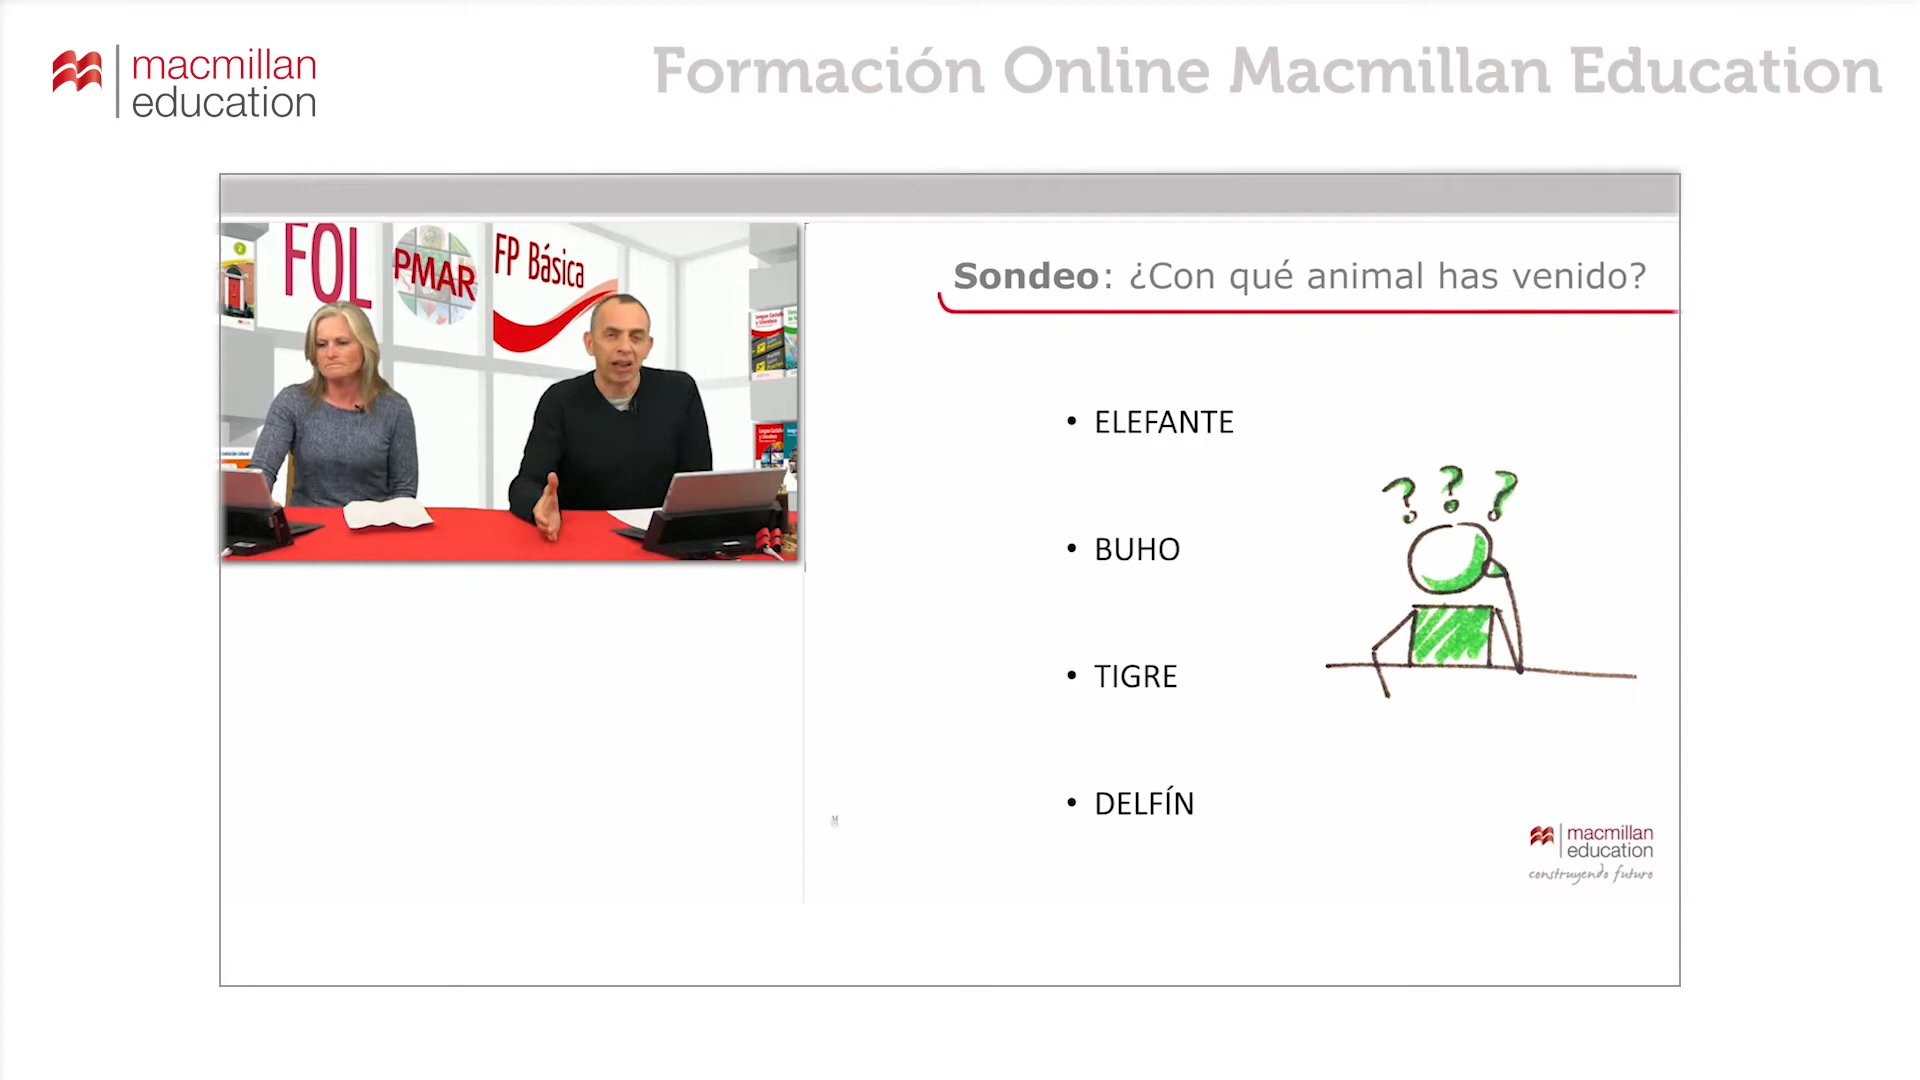 macmillan
education
Formación Online Macmillan Education
FOL
PMAR
FP Básica
Sondeo: ¿Con qué animal has venido?
• ELEFANTE
• BUHO
• TIGRE
• DELFÍN
? ? ?
macmillan
education
construyendo futuro